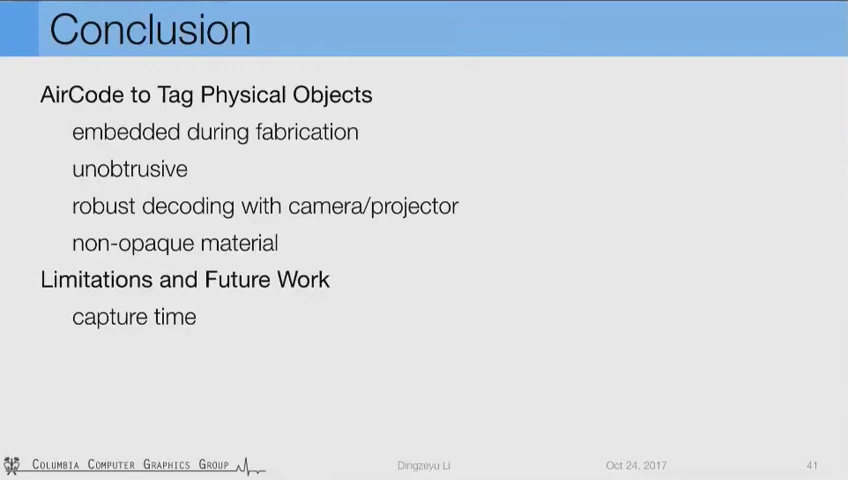 Conclusion
AirCode to Tag Physical Objects
embedded during fabrication
unobtrusive
robust decoding with camera/projector
non-opaque material
Limitations and Future Work
capture time
Columbia Computer Graphics Group
Dingzeyu Li
Oct 24, 2017
41